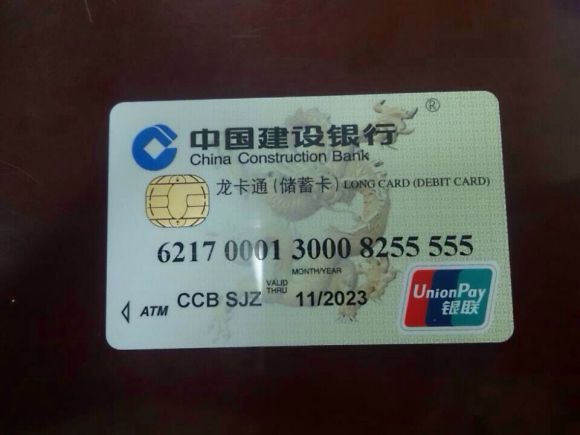 ®
中国建设银行
China Construction Bank
龙卡通(储蓄卡) LONG CARD (DEBIT CARD)
6217 0001 3000 8255 555
MONTH/YEAR
ATM CCB SJZ VALID THRU 11/2023
UnionPay
银联